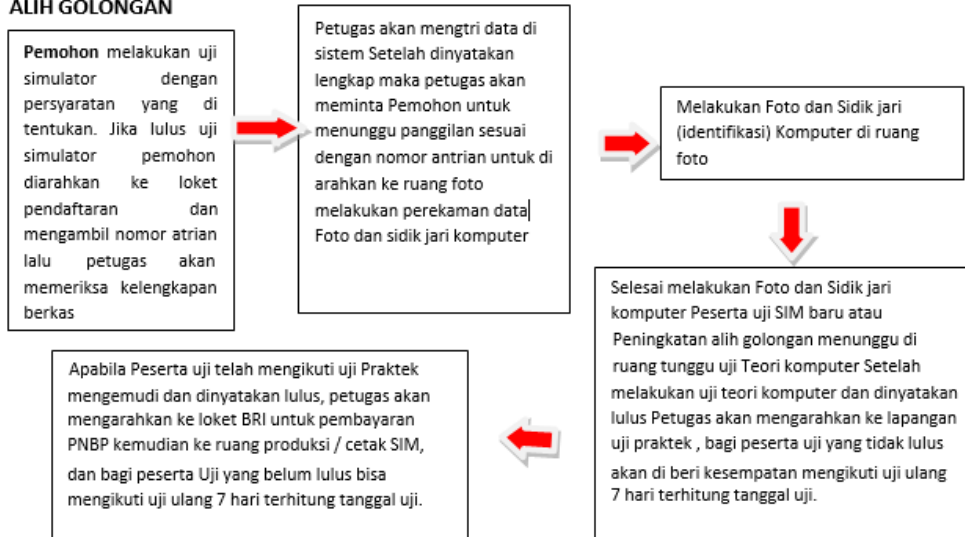 ALIH GOLONGAN
Pemohon melakukan uji
simulator dengan
persyaratan yang di
tentukan. Jika lulus uji
simulator pemohon
diarahkan ke loket
pendaftaran dan
mengambil nomor atrian
lalu petugas akan
memeriksa kelengkapan
berkas
Petugas akan mengtri data di
sistem Setelah dinyatakan
lengkap maka petugas akan
meminta Pemohon untuk
menunggu panggilan sesuai
dengan nomor antrian untuk di
arahkan ke ruang foto
melakukan perekaman data
Foto dan sidik jari komputer
Melakukan Foto dan Sidik jari
(identifikasi) Komputer di ruang
foto
Selesai melakukan Foto dan Sidik jari
komputer Peserta uji SIM baru atau
Peningkatan alih golongan menunggu di
ruang tunggu uji Teori komputer Setelah
melakukan uji teori komputer dan dinyatakan
lulus Petugas akan mengarahkan ke lapangan
uji praktek , bagi peserta uji yang tidak lulus
akan di beri kesempatan mengikuti uji ulang
7 hari terhitung tanggal uji.
Apabila Peserta uji telah mengikuti uji Praktek
mengemudi dan dinyatakan lulus, petugas akan
mengarahkan ke loket BRI untuk pembayaran
PNBP kemudian ke ruang produksi / cetak SIM,
dan bagi peserta Uji yang belum lulus bisa
mengikuti uji ulang 7 hari terhitung tanggal uji.